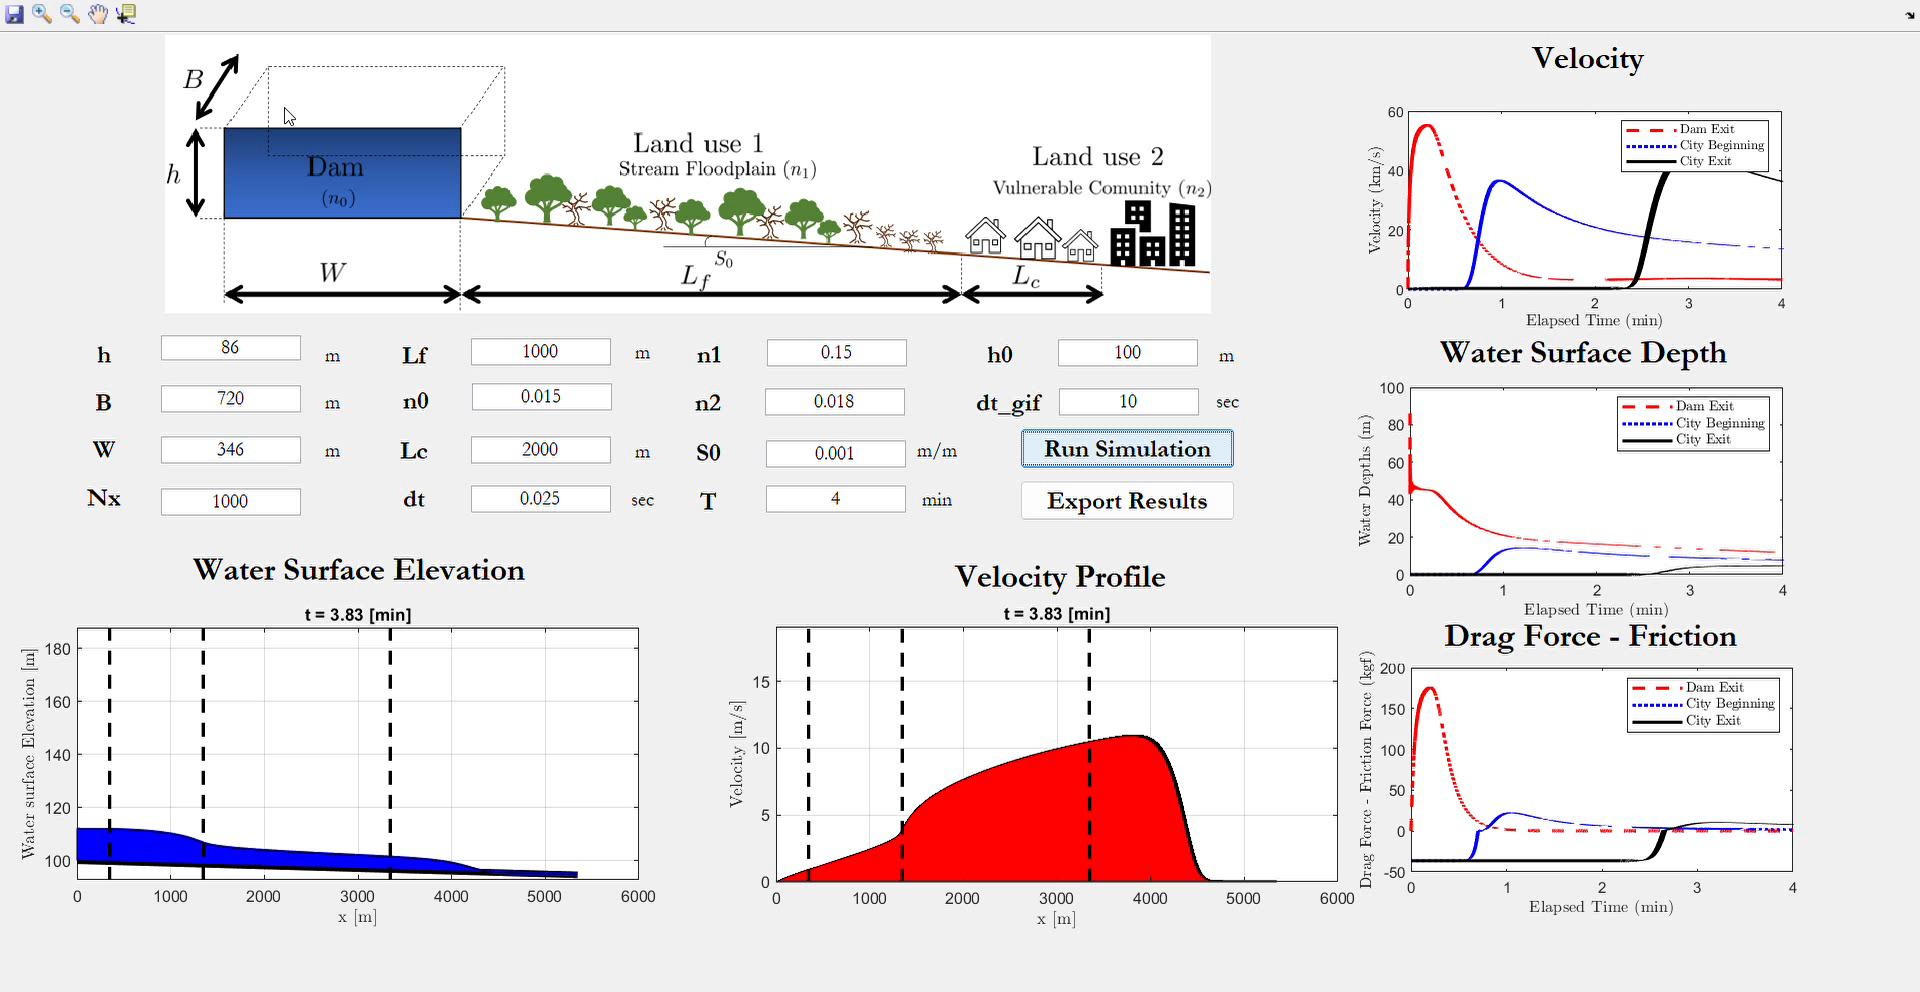 B
h
Dam
(n0)
W
Land use 1
Stream Floodplain (n1)
S0
Lf
Land use 2
Vulnerable Comunity (n2)
Lc
h 86 m Lf 1000 m n1 0.15 h0 100 m
B 720 m n0 0.015 n2 0.018 dt_gif 10 sec
W 346 m Lc 2000 m S0 0.001 m/m Run Simulation
Nx 1000 dt 0.025 sec T 4 min Export Results
Water Surface Elevation
t = 3.83 [min]
Water surface Elevation [m]
180
160
140
120
100
0 1000 2000 3000 4000 5000 6000
x [m]
Velocity Profile
t = 3.83 [min]
Velocity [m/s]
15
10
5
0
0 1000 2000 3000 4000 5000 6000
x [m]
Velocity
Velocity (km/s)
60
40
20
0
Dam Exit
City Beginning
City Exit
0 1 2 3 4
Elapsed Time (min)
Water Surface Depth
Water Depths (m)
100
80
60
40
20
0
Dam Exit
City Beginning
City Exit
0 1 2 3 4
Elapsed Time (min)
Drag Force - Friction
Drag Force - Friction Force (kgf)
200
150
100
50
0
-50
Dam Exit
City Beginning
City Exit
0 1 2 3 4
Elapsed Time (min)